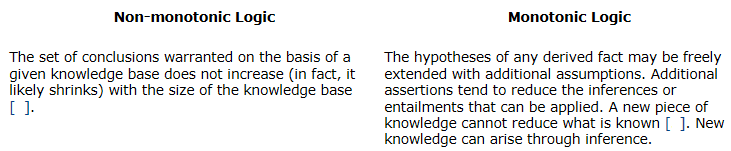 Non-monotonic Logic
The set of conclusions warranted on the basis of a
given knowledge base does not increase (in fact, it
likely shrinks) with the size of the knowledge base
[ ].
Monotonic Logic
The hypotheses of any derived fact may be freely
extended with additional assumptions. Additional
assertions tend to reduce the inferences or
entailments that can be applied. A new piece of
knowledge cannot reduce what is known [ ]. New
knowledge can arise through inference.